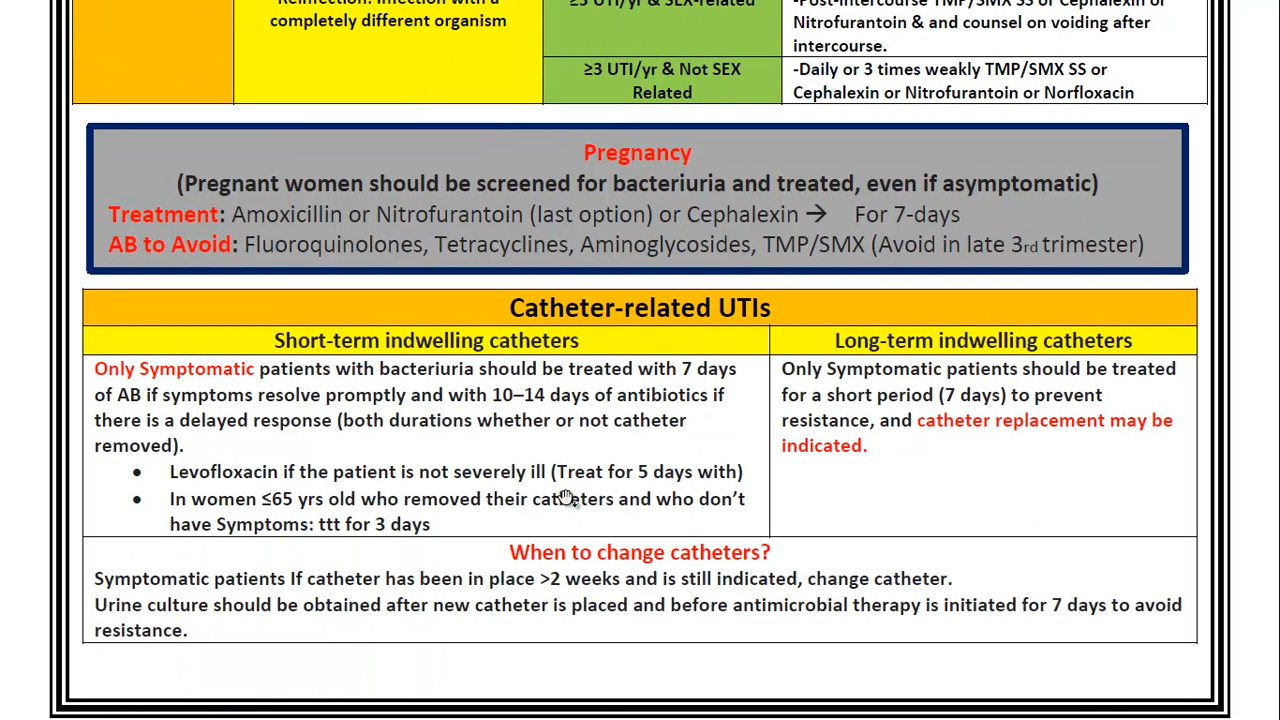 Reinfection: Infection with a
completely different organism
≥3 UTI/yr & SEX-related
-Post-intercourse TMP/SMX SS or Cephalexin or
Nitrofurantoin & and counsel on voiding after
intercourse.
≥3 UTI/yr & Not SEX
Related
-Daily or 3 times weakly TMP/SMX SS or
Cephalexin or Nitrofurantoin or Norfloxacin
Pregnancy
(Pregnant women should be screened for bacteriuria and treated, even if asymptomatic)
Treatment: Amoxicillin or Nitrofurantoin (last option) or Cephalexin → For 7-days
AB to Avoid: Fluoroquinolones, Tetracyclines, Aminoglycosides, TMP/SMX (Avoid in late 3rd trimester)
Catheter-related UTIs
Short-term indwelling catheters
Long-term indwelling catheters
Only Symptomatic patients with bacteriuria should be treated with 7 days
of AB if symptoms resolve promptly and with 10–14 days of antibiotics if
there is a delayed response (both durations whether or not catheter
removed).
• Levofloxacin if the patient is not severely ill (Treat for 5 days with)
• In women ≤65 yrs old who removed their catheters and who don't
have Symptoms: ttt for 3 days
Only Symptomatic patients should be treated
for a short period (7 days) to prevent
resistance, and catheter replacement may be
indicated.
When to change catheters?
Symptomatic patients If catheter has been in place >2 weeks and is still indicated, change catheter.
Urine culture should be obtained after new catheter is placed and before antimicrobial therapy is initiated for 7 days to avoid
resistance.